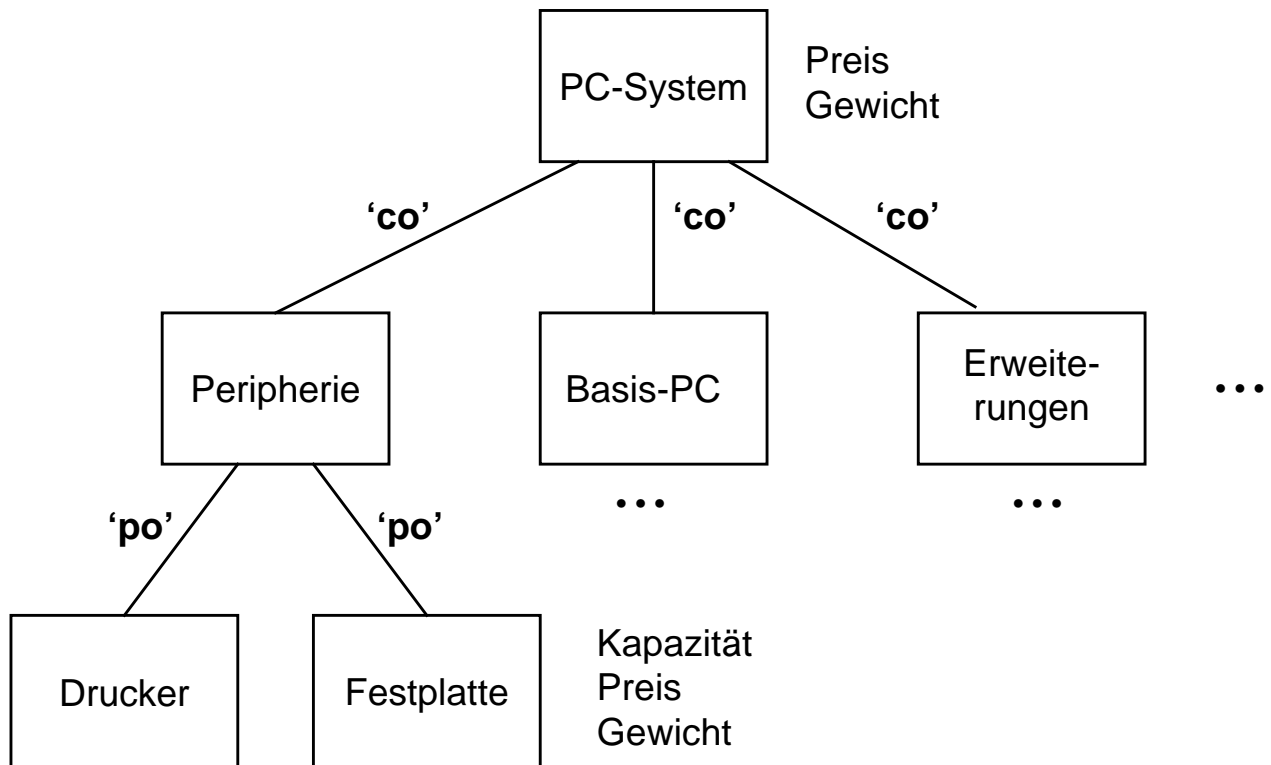 PC-System
Preis
Gewicht
‘co’
‘co’
‘co’
Peripherie
Basis-PC
Erweite-
rungen
...
...
...
‘po’
‘po’
Drucker
Festplatte
Kapazität
Preis
Gewicht